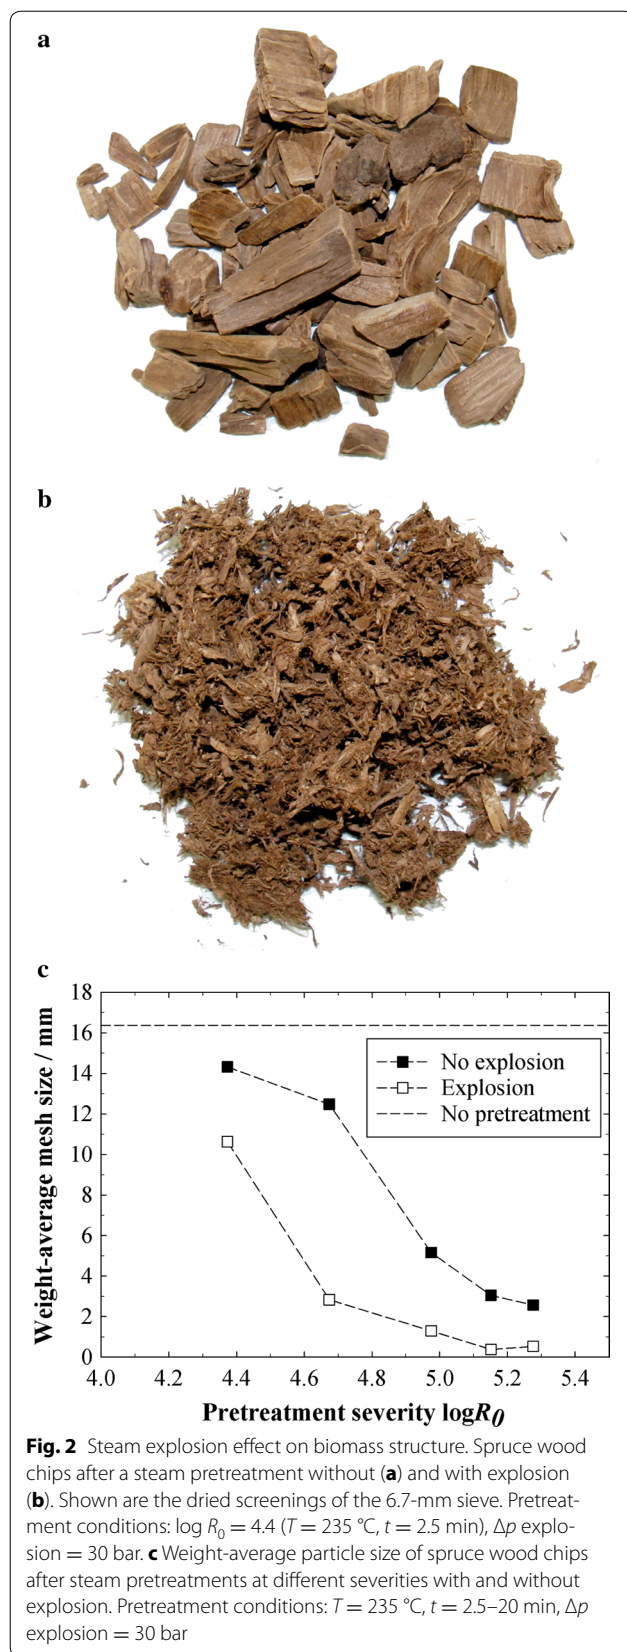 a
b
c
18
16
14
12
10
8
6
4
2
0
Weight-average mesh size / mm
No explosion
Explosion
No pretreatment
4.0 4.2 4.4 4.6 4.8 5.0 5.2 5.4
Pretreatment severity logR0
Fig. 2 Steam explosion effect on biomass structure. Spruce wood
chips after a steam pretreatment without (a) and with explosion
(b). Shown are the dried screenings of the 6.7-mm sieve. Pretreat-
ment conditions: log R0 = 4.4 (T = 235 °C, t = 2.5 min), Δp explo-
sion = 30 bar. c Weight-average particle size of spruce wood chips
after steam pretreatments at different severities with and without
explosion. Pretreatment conditions: T = 235 °C, t = 2.5–20 min, Δp
explosion = 30 bar